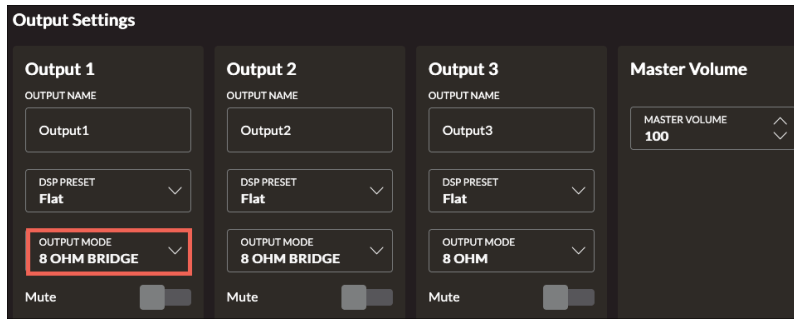 Output Settings
Output 1
OUTPUT NAME
Output1
DSP PRESET
Flat
OUTPUT MODE
8 OHM BRIDGE
Mute
Output 2
OUTPUT NAME
Output2
DSP PRESET
Flat
OUTPUT MODE
8 OHM BRIDGE
Mute
Output 3
OUTPUT NAME
Output3
DSP PRESET
Flat
OUTPUT MODE
8 OHM
Mute
Master Volume
MASTER VOLUME
100